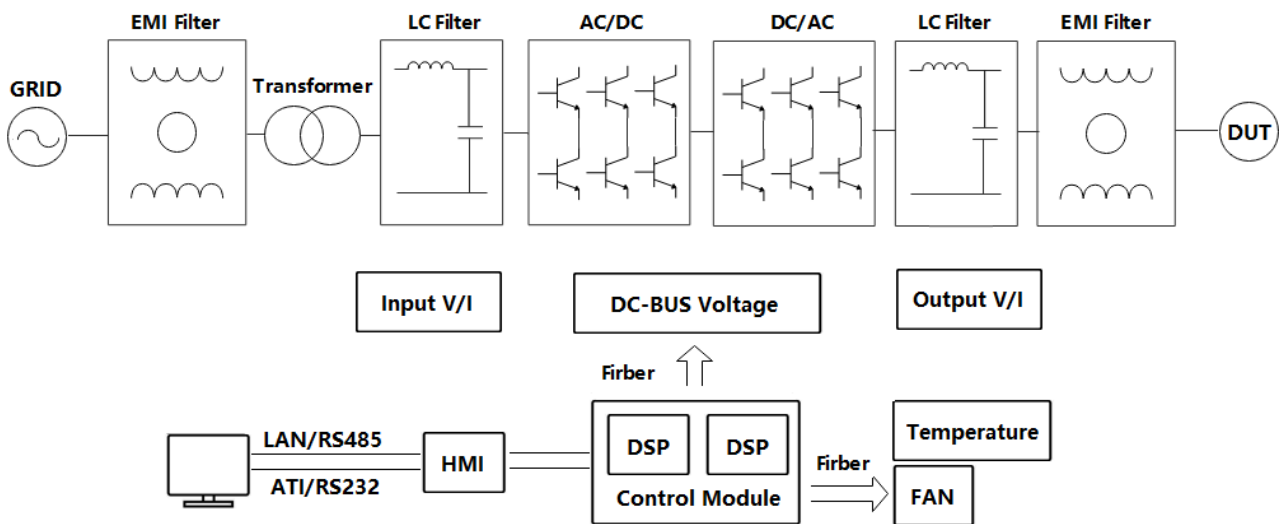 EMI Filter
LC Filter
AC/DC
DC/AC
LC Filter
EMI Filter
GRID
Transformer
DUT
Input V/I
DC-BUS Voltage
Output V/I
Firber
LAN/RS485
ATI/RS232
HMI
DSP
DSP
Control Module
Firber
Temperature
FAN